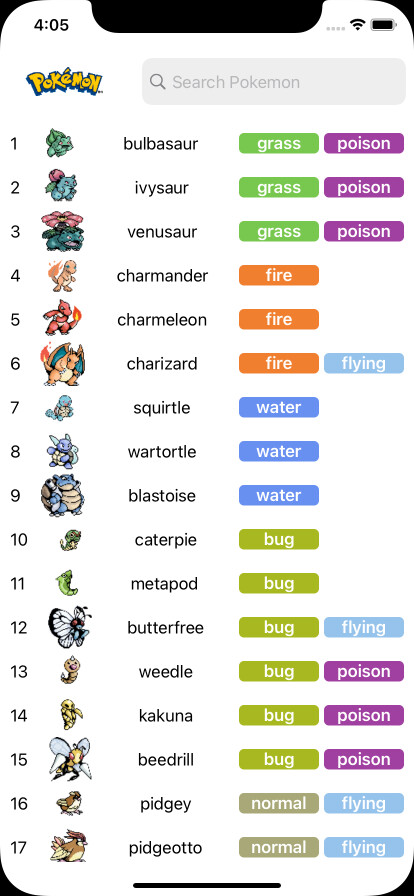 4:05
POKéMON
Search Pokemon
1 bulbasaur grass poison
2 ivysaur grass poison
3 venusaur grass poison
4 charmander fire
5 charmeleon fire
6 charizard fire flying
7 squirtle water
8 wartortle water
9 blastoise water
10 caterpie bug
11 metapod bug
12 butterfree bug flying
13 weedle bug poison
14 kakuna bug poison
15 beedrill bug poison
16 pidgey normal flying
17 pidgeotto normal flying